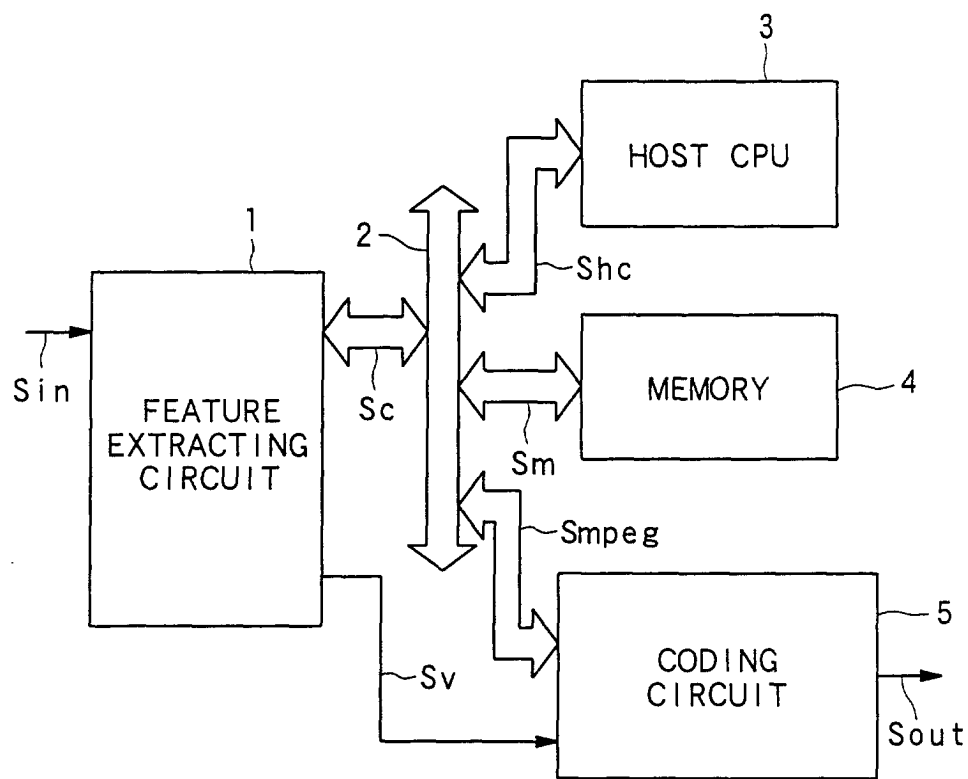 3
HOST CPU
1
2
Shc
Sin
Sc
FEATURE
EXTRACTING
CIRCUIT
MEMORY
4
Sm
Smpeg
5
CODING
CIRCUIT
Sv
Sout